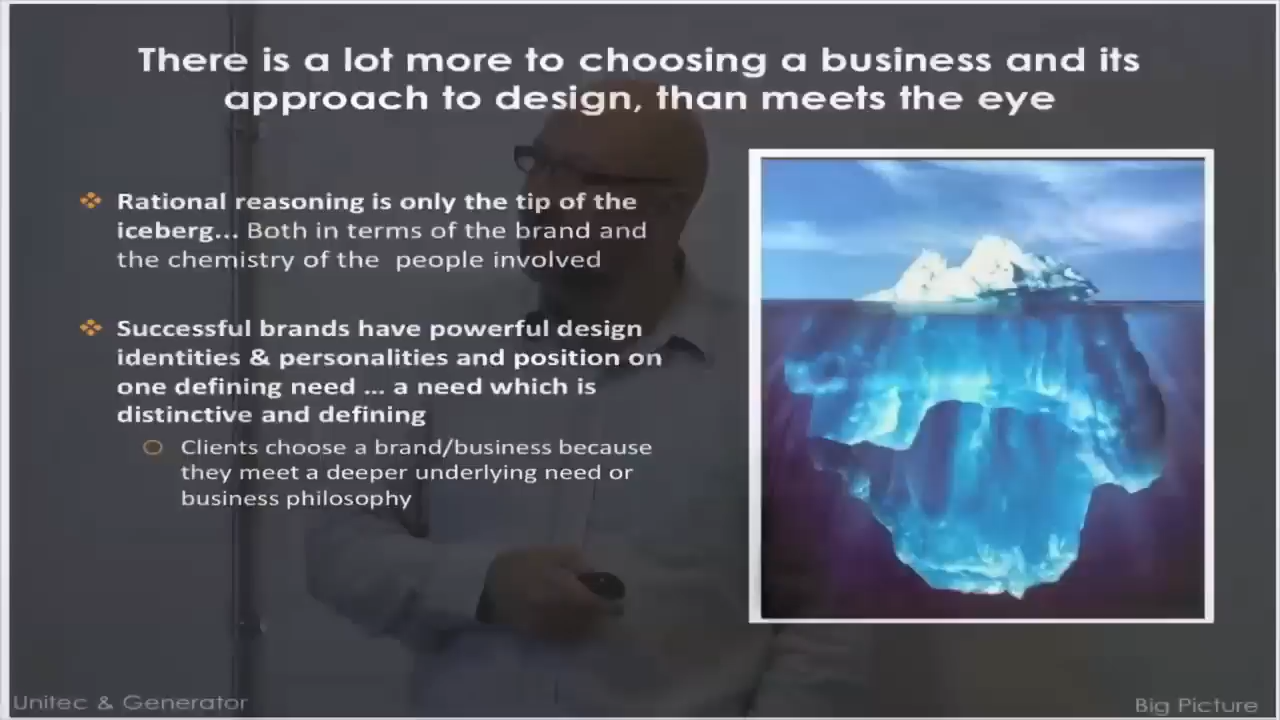 There is a lot more to choosing a business and its
approach to design, than meets the eye
Rational reasoning is only the tip of the
iceberg... Both in terms of the brand and
the chemistry of the people involved
Successful brands have powerful design
identities & personalities and position on
one defining need ... a need which is
distinctive and defining
Clients choose a brand/business because
they meet a deeper underlying need or
business philosophy
Unitec & Generator
Big Picture